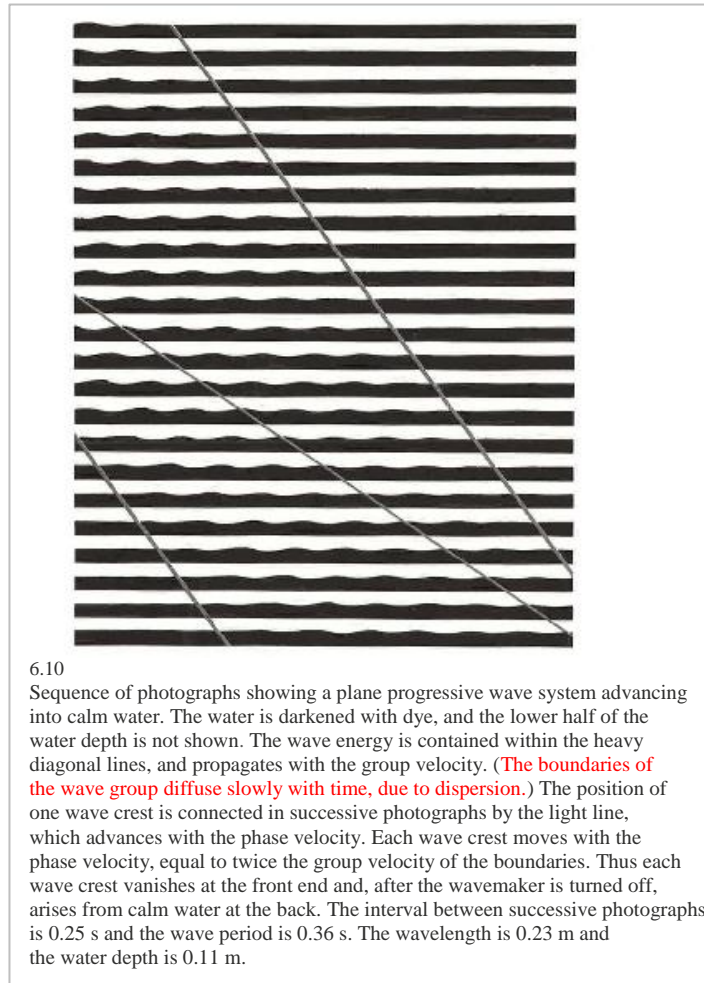 6.10
Sequence of photographs showing a plane progressive wave system advancing
into calm water. The water is darkened with dye, and the lower half of the
water depth is not shown. The wave energy is contained within the heavy
diagonal lines, and propagates with the group velocity. (The boundaries of
the wave group diffuse slowly with time, due to dispersion.) The position of
one wave crest is connected in successive photographs by the light line,
which advances with the phase velocity. Each wave crest moves with the
phase velocity, equal to twice the group velocity of the boundaries. Thus each
wave crest vanishes at the front end and, after the wavemaker is turned off,
arises from calm water at the back. The interval between successive photographs
is 0.25 s and the wave period is 0.36 s. The wavelength is 0.23 m and
the water depth is 0.11 m.